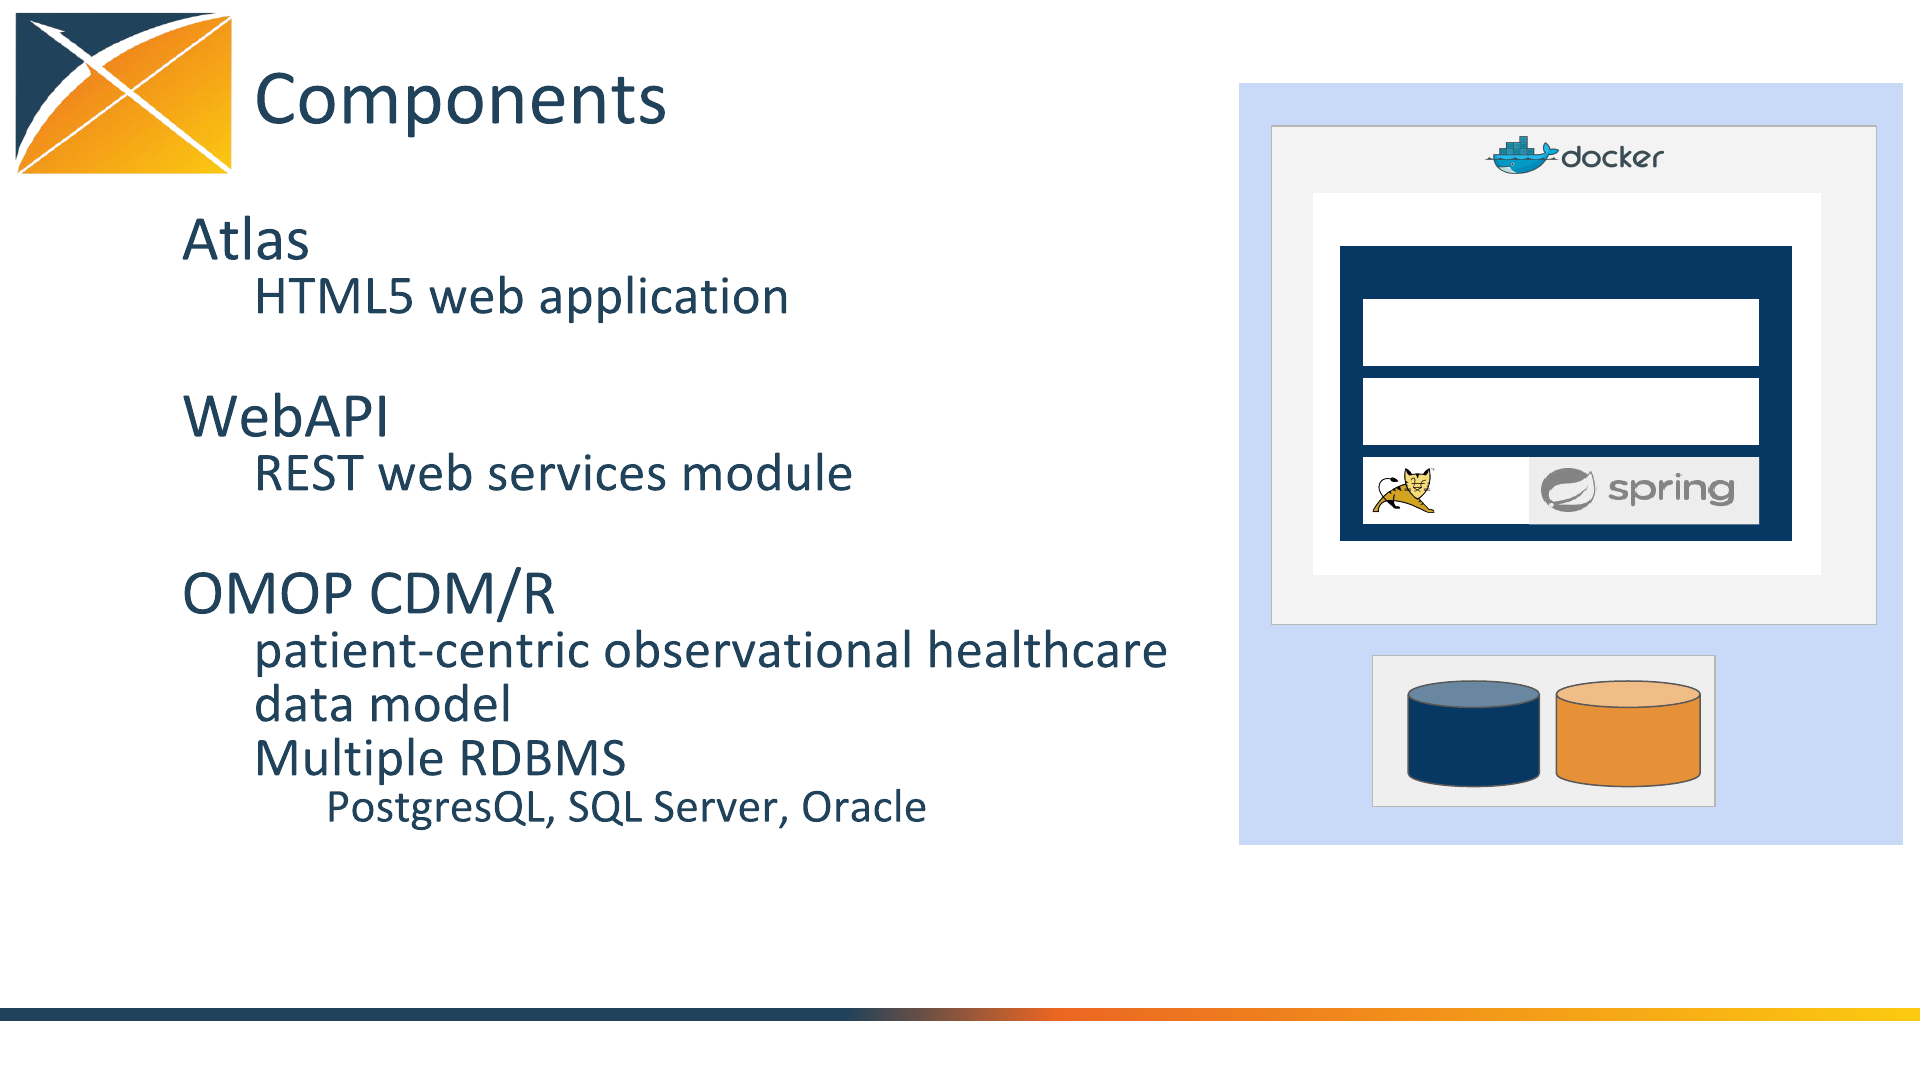 Components
Atlas
HTML5 web application
WebAPI
REST web services module
OMOP CDM/R
patient-centric observational healthcare
data model
Multiple RDBMS
PostgresQL, SQL Server, Oracle
docker
spring